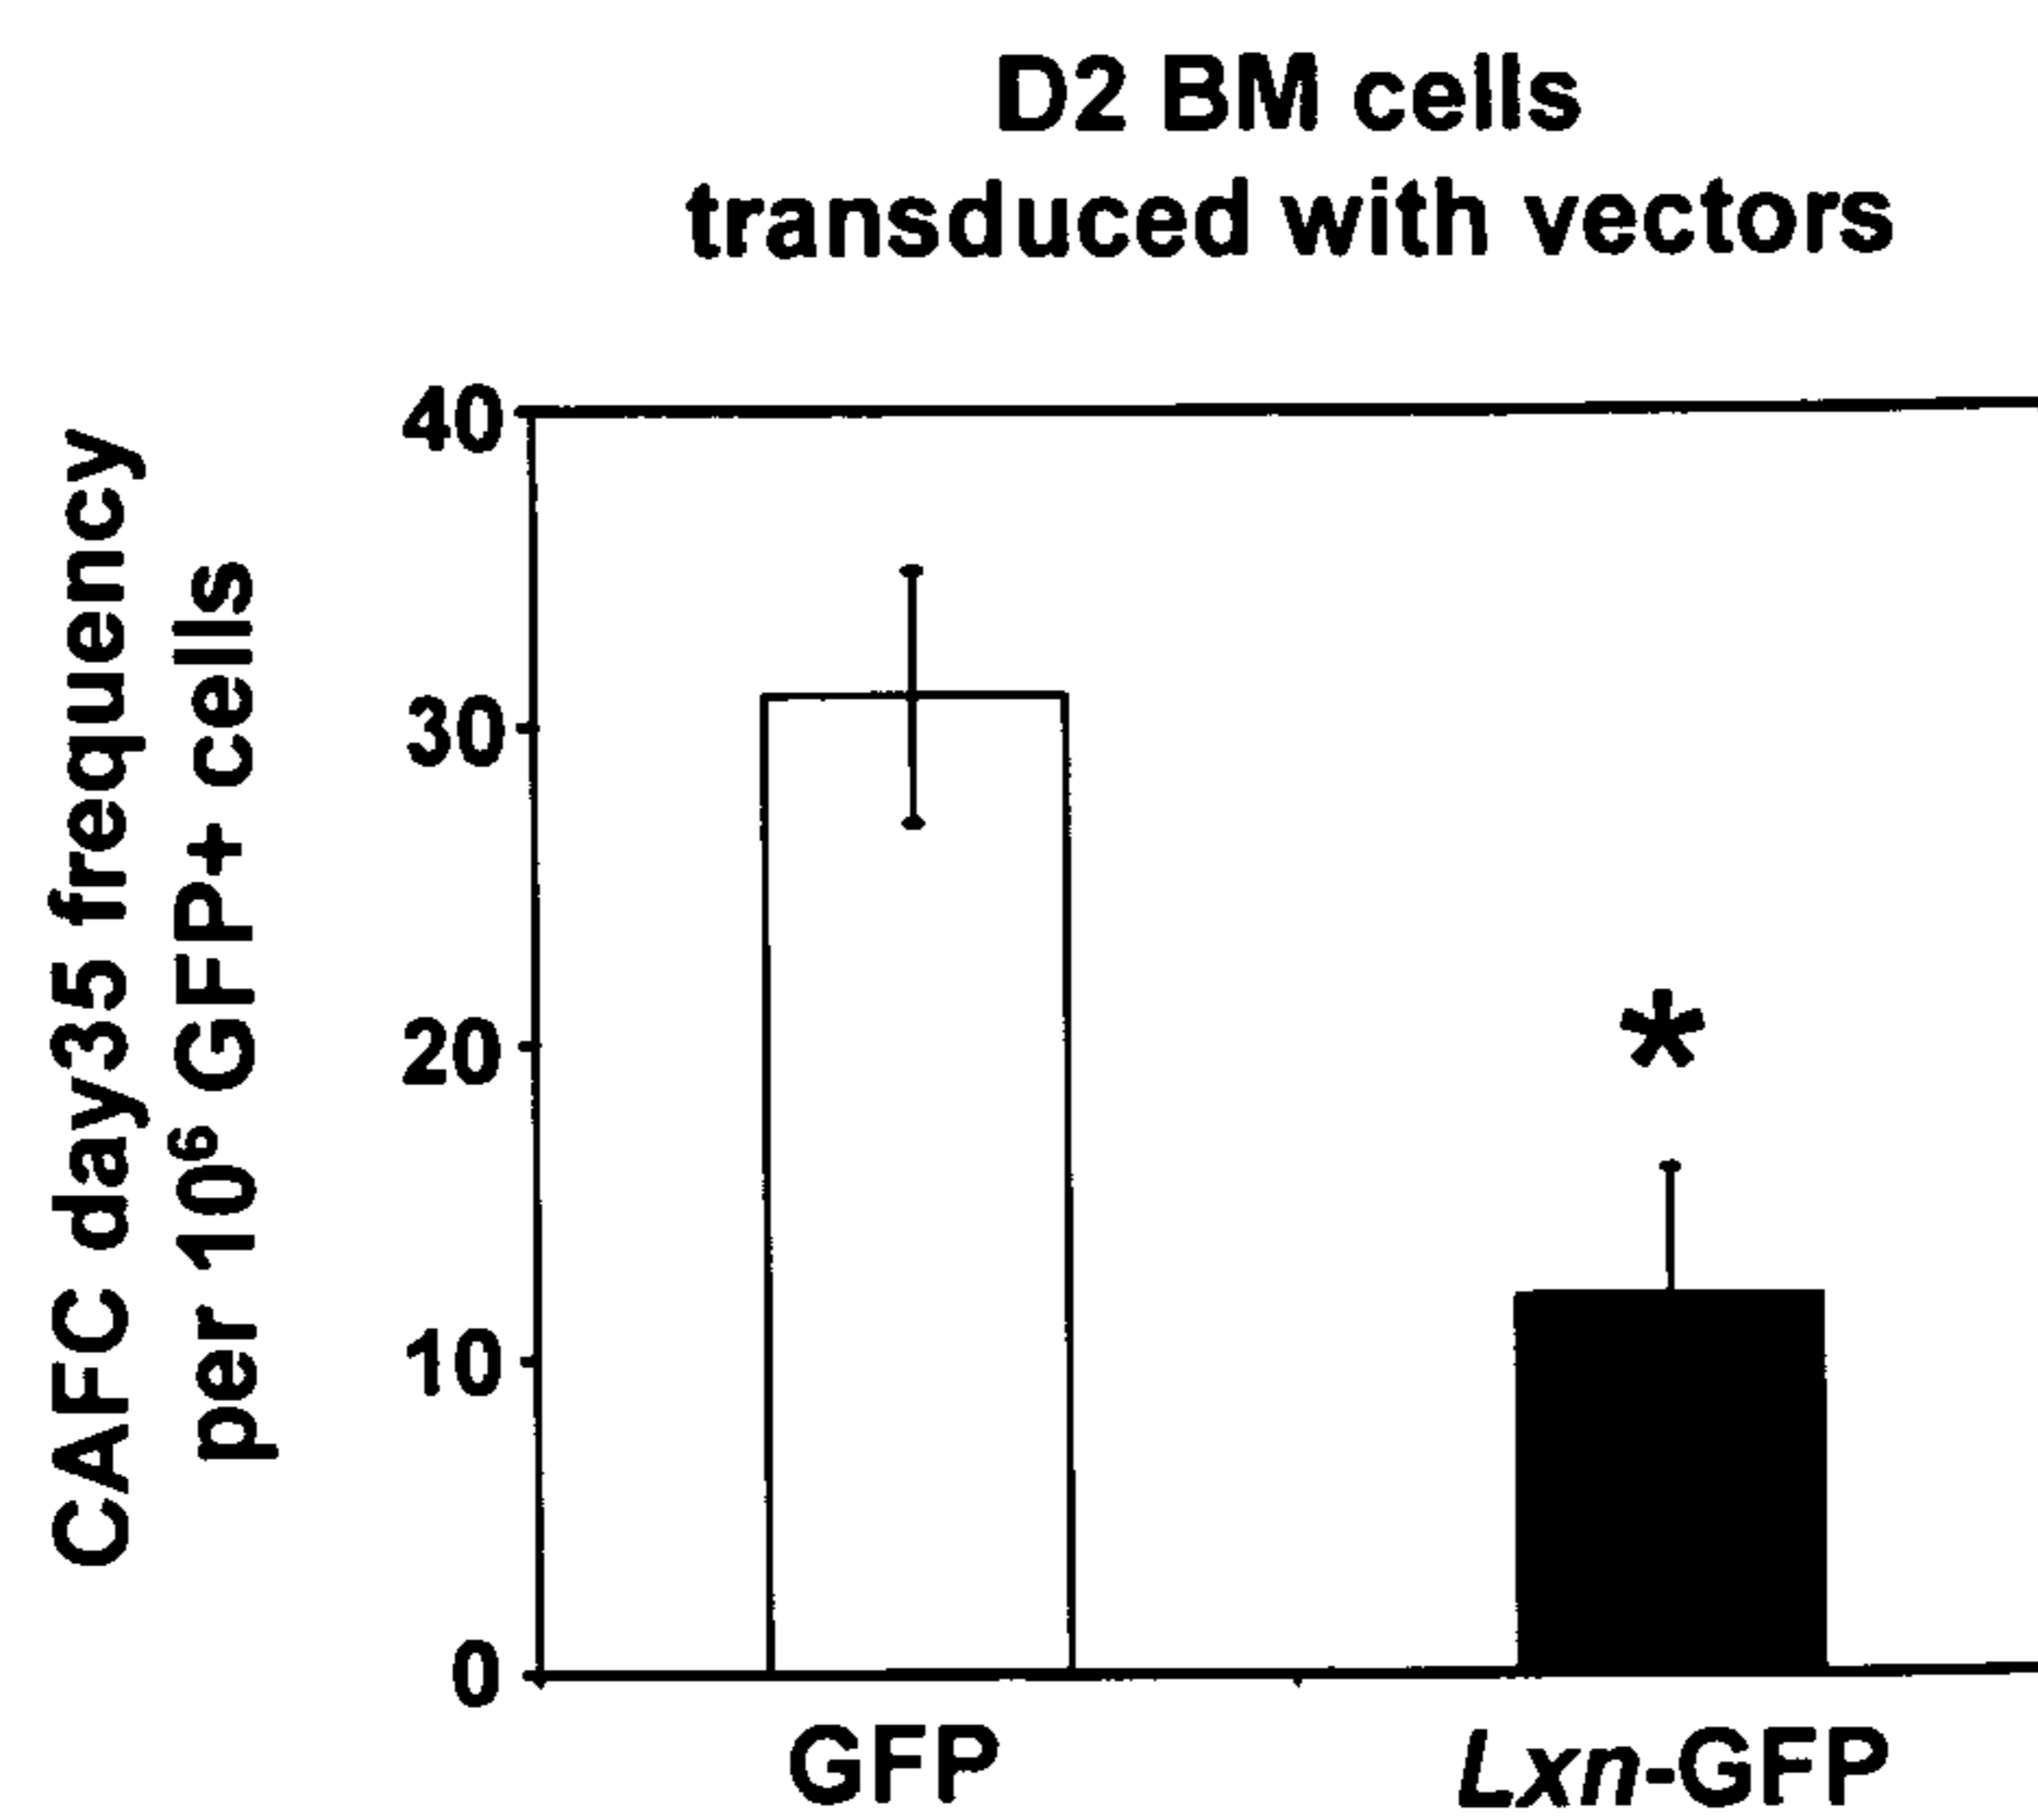 D2 BM cells
transduced with vectors
CAFC day35 frequency
per 10⁶ GFP+ cells
40
30
20
10
0
*
GFP
Lxn-GFP